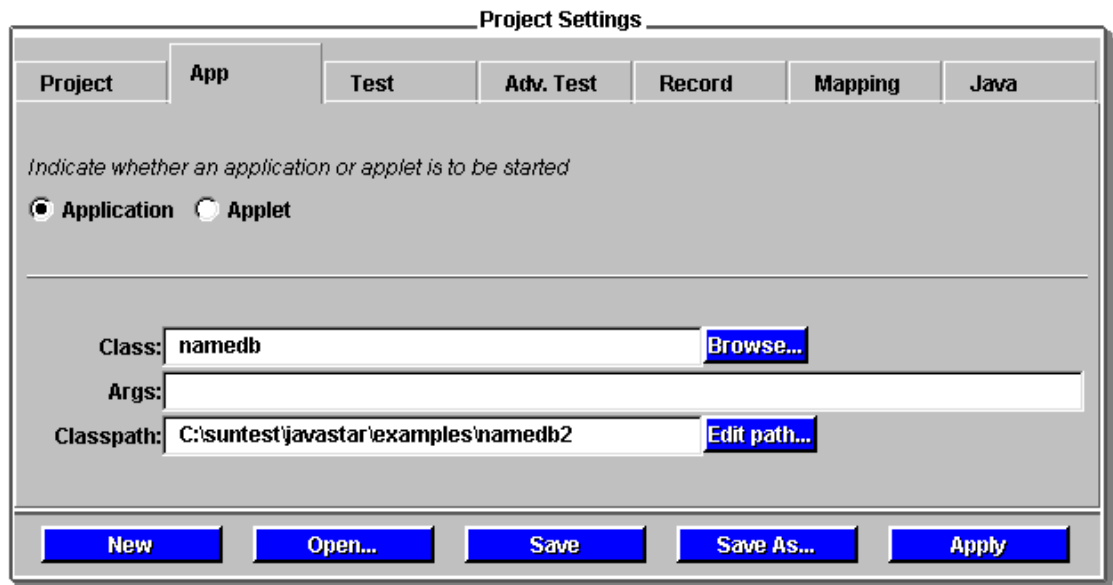 Project Settings
Project App Test Adv. Test Record Mapping Java
Indicate whether an application or applet is to be started
Application Applet
Class: namedb Browse...
Args:
Classpath: C:\suntest\javastar\examples\namedb2 Edit path...
New Open... Save Save As... Apply